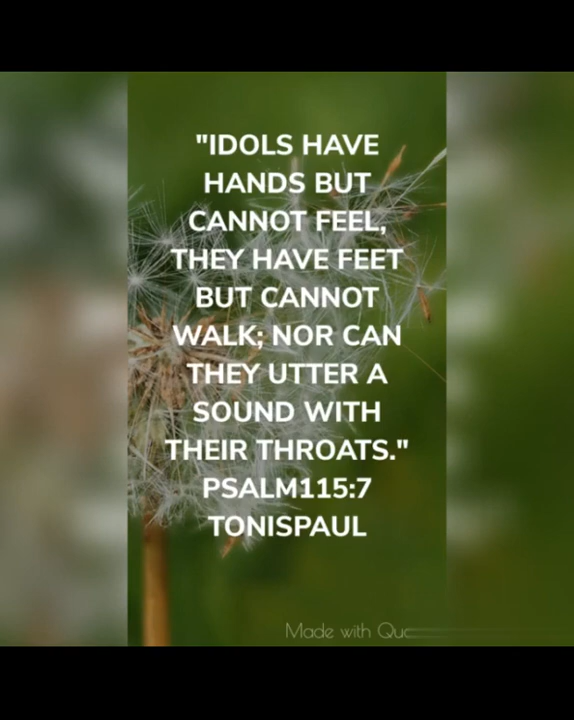 "IDOLS HAVE
HANDS BUT
CANNOT FEEL,
THEY HAVE FEET
BUT CANNOT
WALK; NOR CAN
THEY UTTER A
SOUND WITH
THEIR THROATS."
PSALM115:7
TONISPAUL
Made with